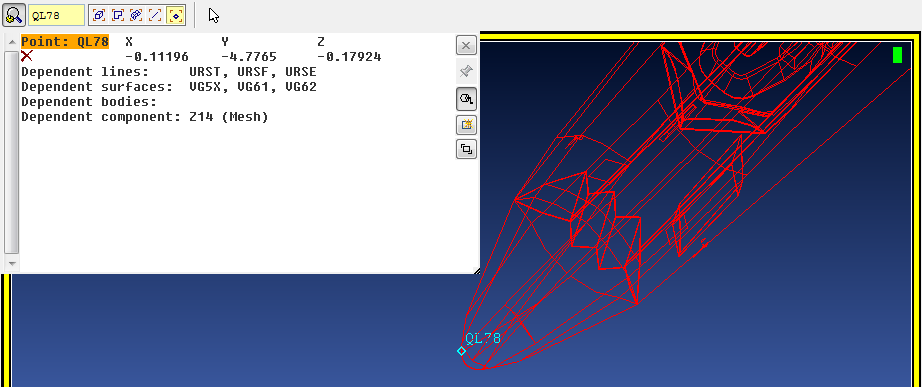 QL78
Point: QL78 X Y Z
-0.11196 -4.7765 -0.17924
Dependent lines: URST, URSF, URSE
Dependent surfaces: VG5X, VG61, VG62
Dependent bodies:
Dependent component: Z14 (Mesh)
QL78